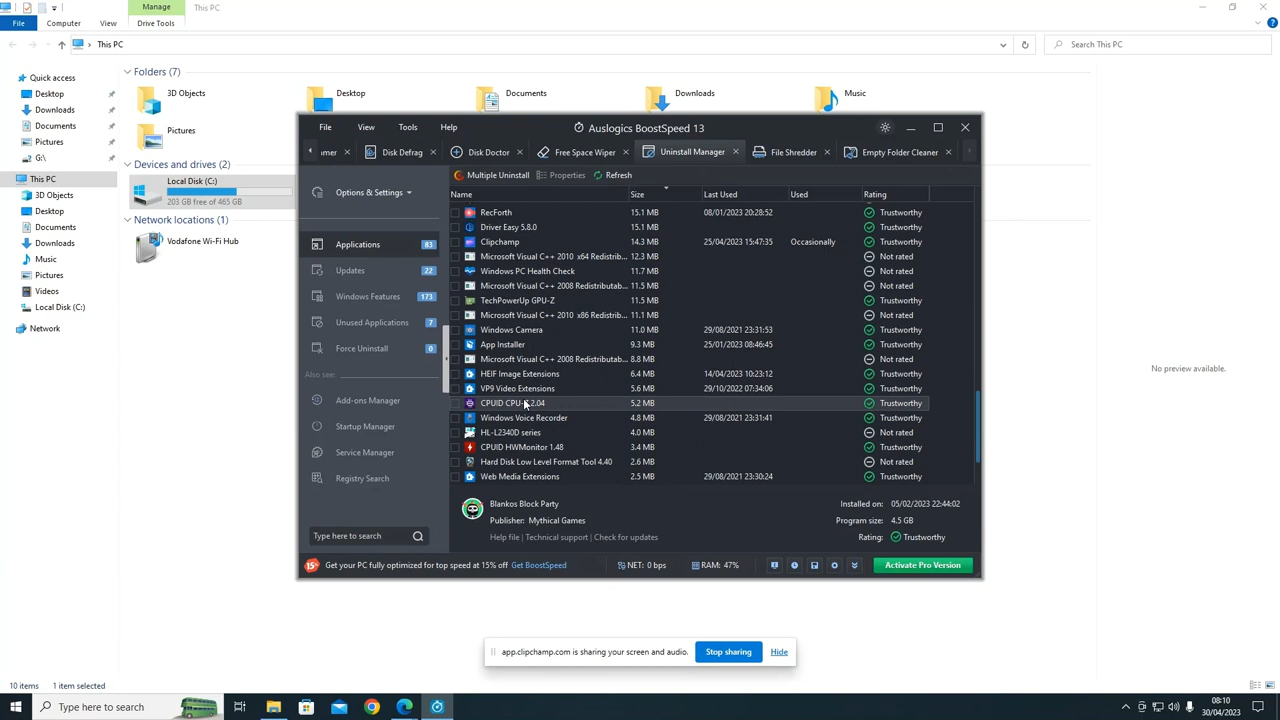 Manage
This PC
File
Computer
View
Drive Tools
This PC
Search This PC
Quick access
Desktop
Downloads
Documents
Pictures
G:\
This PC
3D Objects
Desktop
Documents
Downloads
Music
Pictures
Videos
Local Disk (C:)
Network
Folders (7)
3D Objects
Desktop
Documents
Downloads
Music
Pictures
Devices and drives (2)
Local Disk (C:)
203 GB free of 465 GB
Network locations (1)
Vodafone Wi-Fi Hub
No preview available.
File
View
Tools
Help
Auslogics BoostSpeed 13
Disk Defrag
Disk Doctor
Free Space Wiper
Uninstall Manager
File Shredder
Empty Folder Cleaner
Options & Settings
Applications 83
Updates 22
Windows Features 173
Unused Applications 7
Force Uninstall 0
Also see:
Add-ons Manager
Startup Manager
Service Manager
Registry Search
Type here to search
Multiple Uninstall
Properties
Refresh
Name Size Last Used Used Rating
RecForth 15.1 MB 08/01/2023 20:28:52 Trustworthy
Driver Easy 5.8.0 15.1 MB Trustworthy
Clipchamp 14.3 MB 25/04/2023 15:47:35 Occasionally Trustworthy
Microsoft Visual C++ 2010 x64 Redistrib... 12.3 MB Not rated
Windows PC Health Check 11.7 MB Trustworthy
Microsoft Visual C++ 2008 Redistributab... 11.5 MB Not rated
TechPowerUp GPU-Z 11.5 MB Trustworthy
Microsoft Visual C++ 2010 x86 Redistrib... 11.1 MB Not rated
Windows Camera 11.0 MB 29/08/2021 23:31:53 Trustworthy
App Installer 9.3 MB 25/01/2023 08:46:45 Trustworthy
Microsoft Visual C++ 2008 Redistributab... 8.8 MB Not rated
HEIF Image Extensions 6.4 MB 14/04/2023 10:23:12 Trustworthy
VP9 Video Extensions 5.6 MB 29/10/2022 07:34:06 Trustworthy
CPUID 5.2 MB Trustworthy
Windows Voice Recorder 4.8 MB 29/08/2021 23:31:41 Trustworthy
HL-L2340D series 4.0 MB Not rated
CPUID HWMonitor 1.48 3.4 MB Trustworthy
Hard Disk Low Level Format Tool 4.40 2.6 MB Not rated
Web Media Extensions 2.5 MB 29/08/2021 23:30:24 Trustworthy
Blankos Block Party
Publisher: Mythical Games
Help file | Technical support | Check for updates
Installed on: 05/02/2023 22:44:02
Program size: 4.5 GB
Rating: Trustworthy
Get your PC fully optimized for top speed at 15% off Get BoostSpeed
NET: 0 bps
RAM: 47%
Activate Pro Version
app.clipchamp.com is sharing your screen and audio.
Stop sharing
Hide
10 items
1 item selected
Type here to search
08:10
30/04/2023